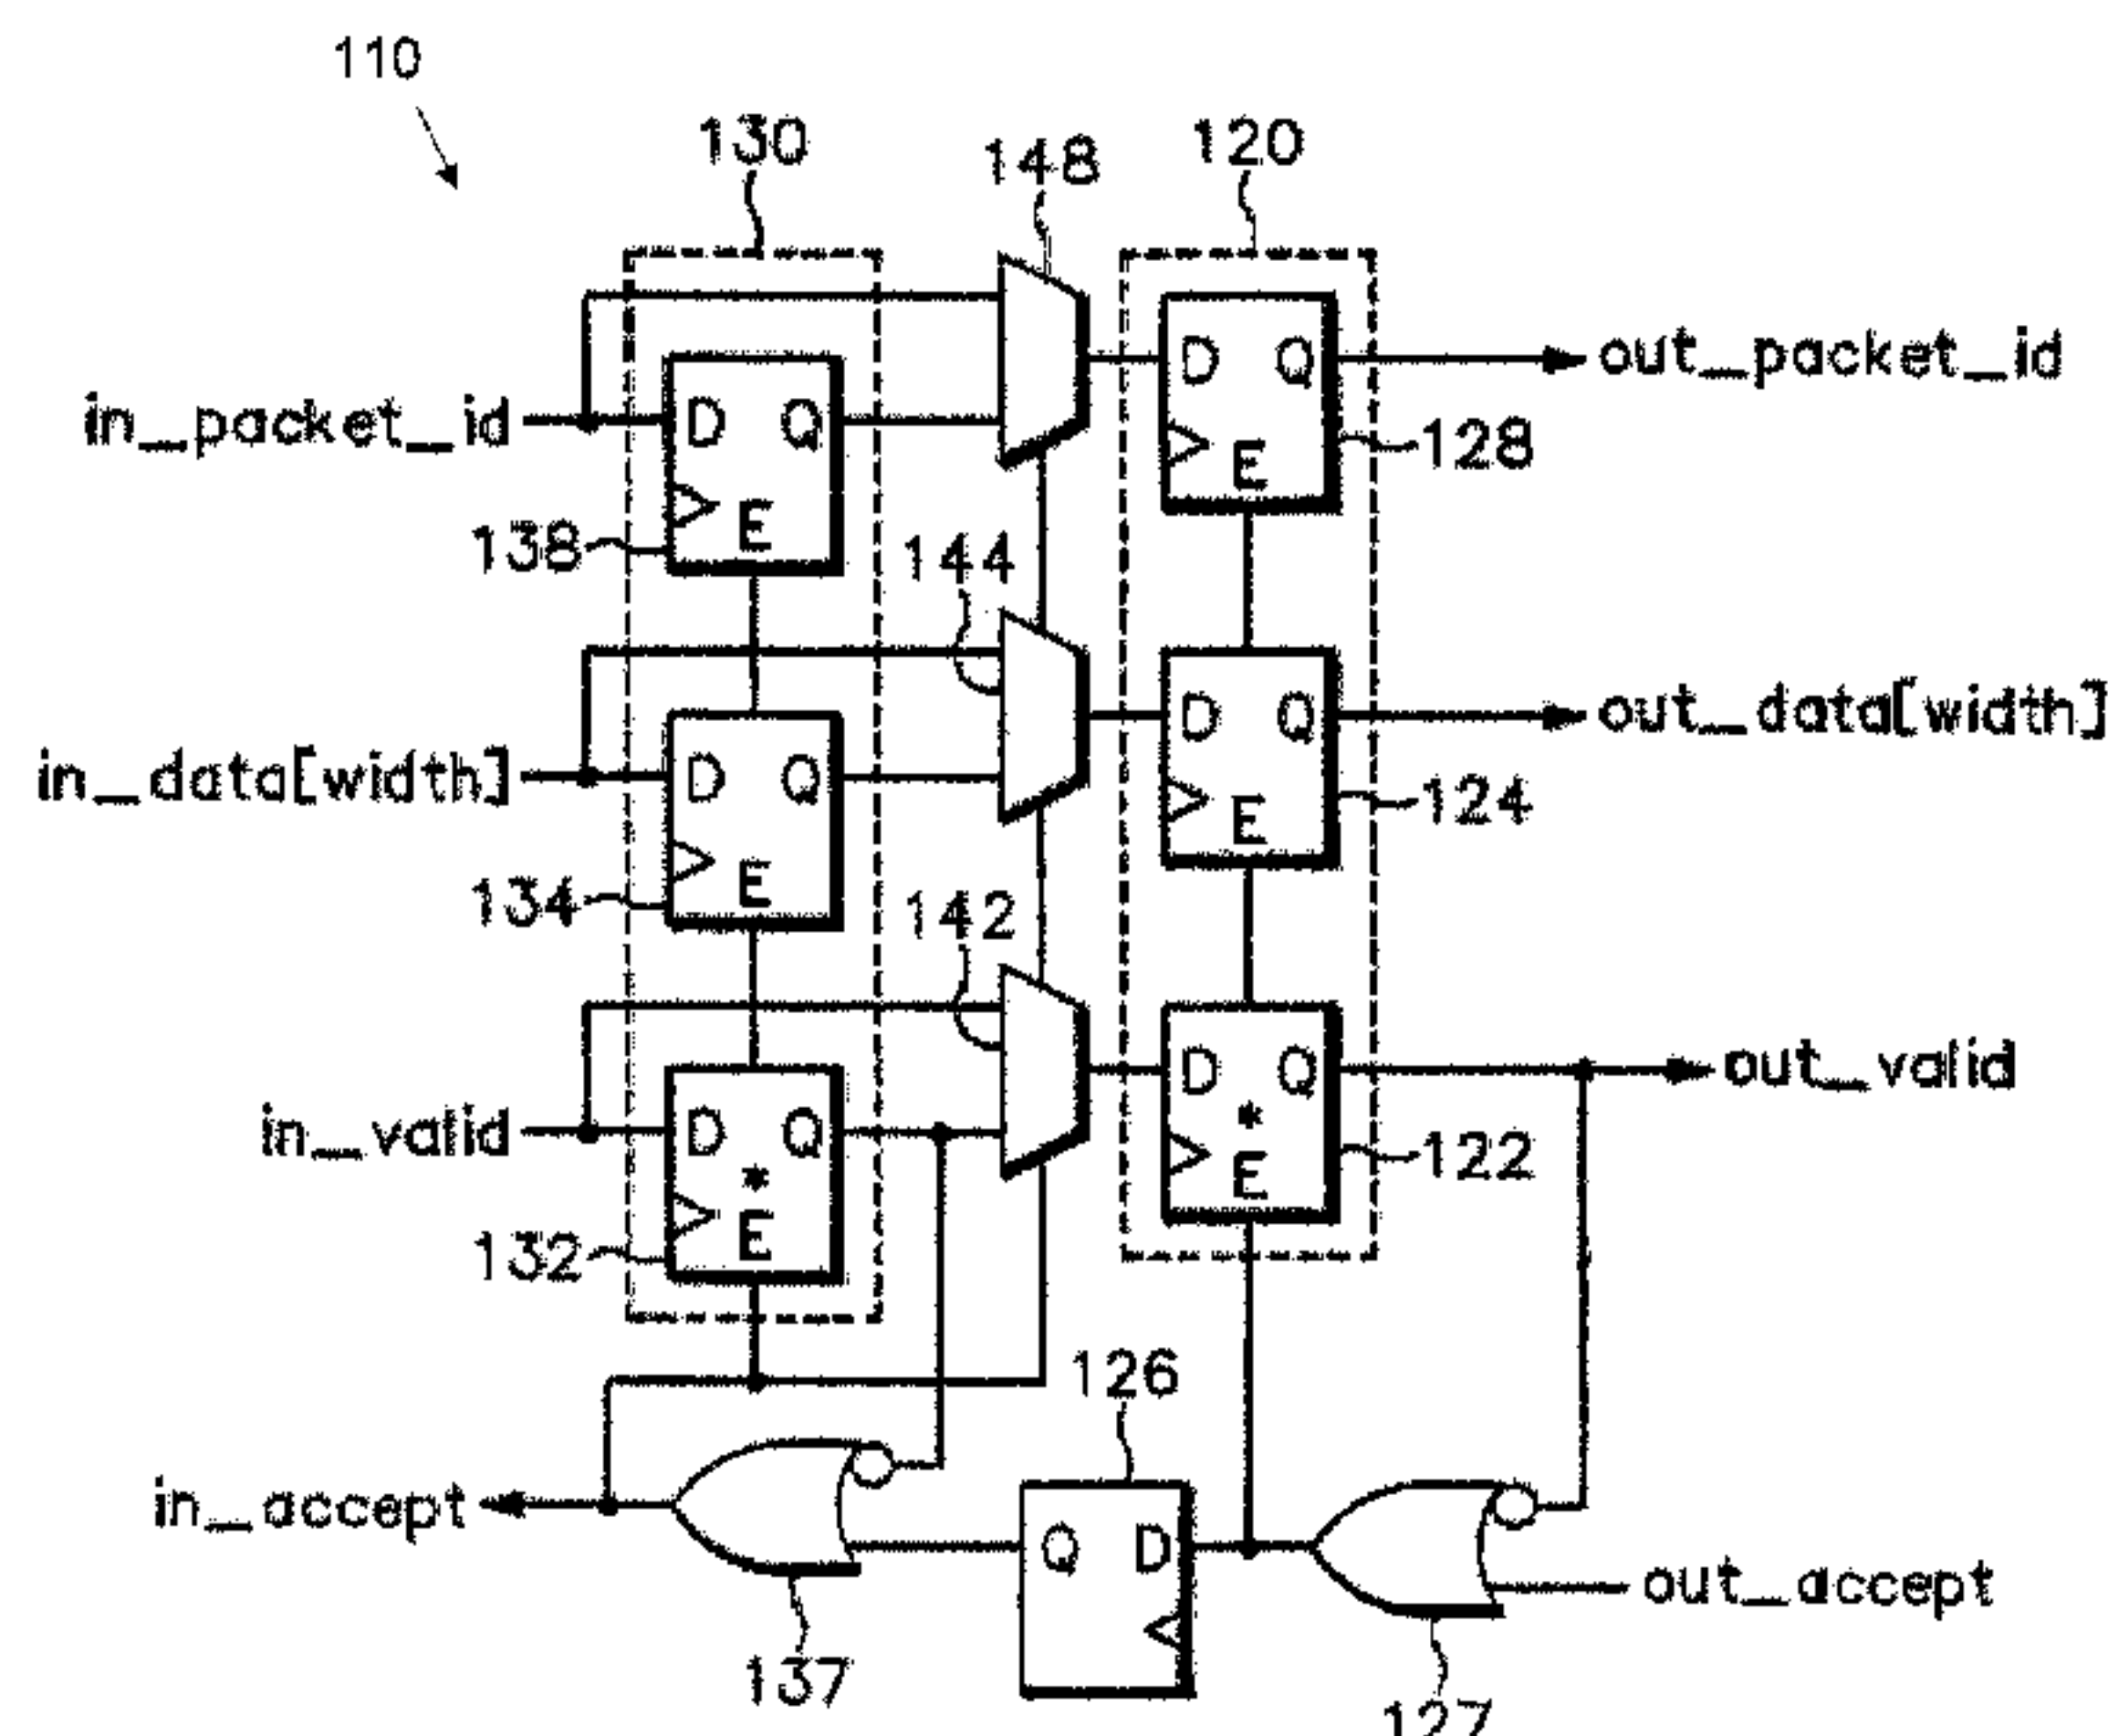 110
130
148
120
in_packet_id
D Q
E
138
D Q
E
out_packet_id
128
144
in_data[width]
D Q
E
134
D Q
E
out_data[width]
124
142
in_valid
D Q
*
E
132
D Q
*
E
out_valid
122
126
in_accept
Q D
out_accept
137
127